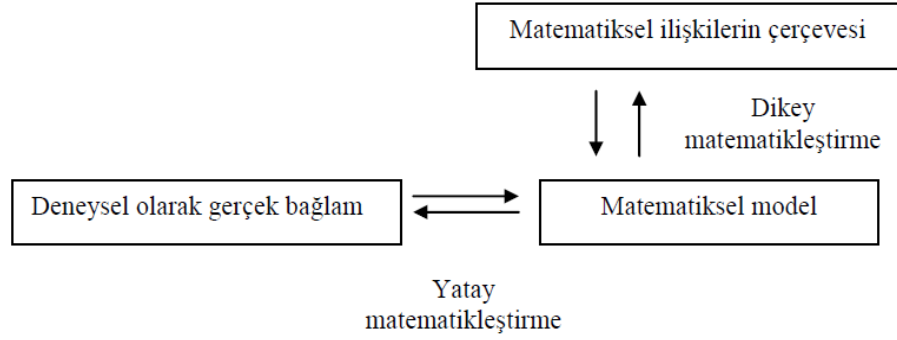 Matematiksel ilişkilerin çerçevesi
Dikey
matematikleştirme
Deneysel olarak gerçek bağlam
Matematiksel model
Yatay
matematikleştirme